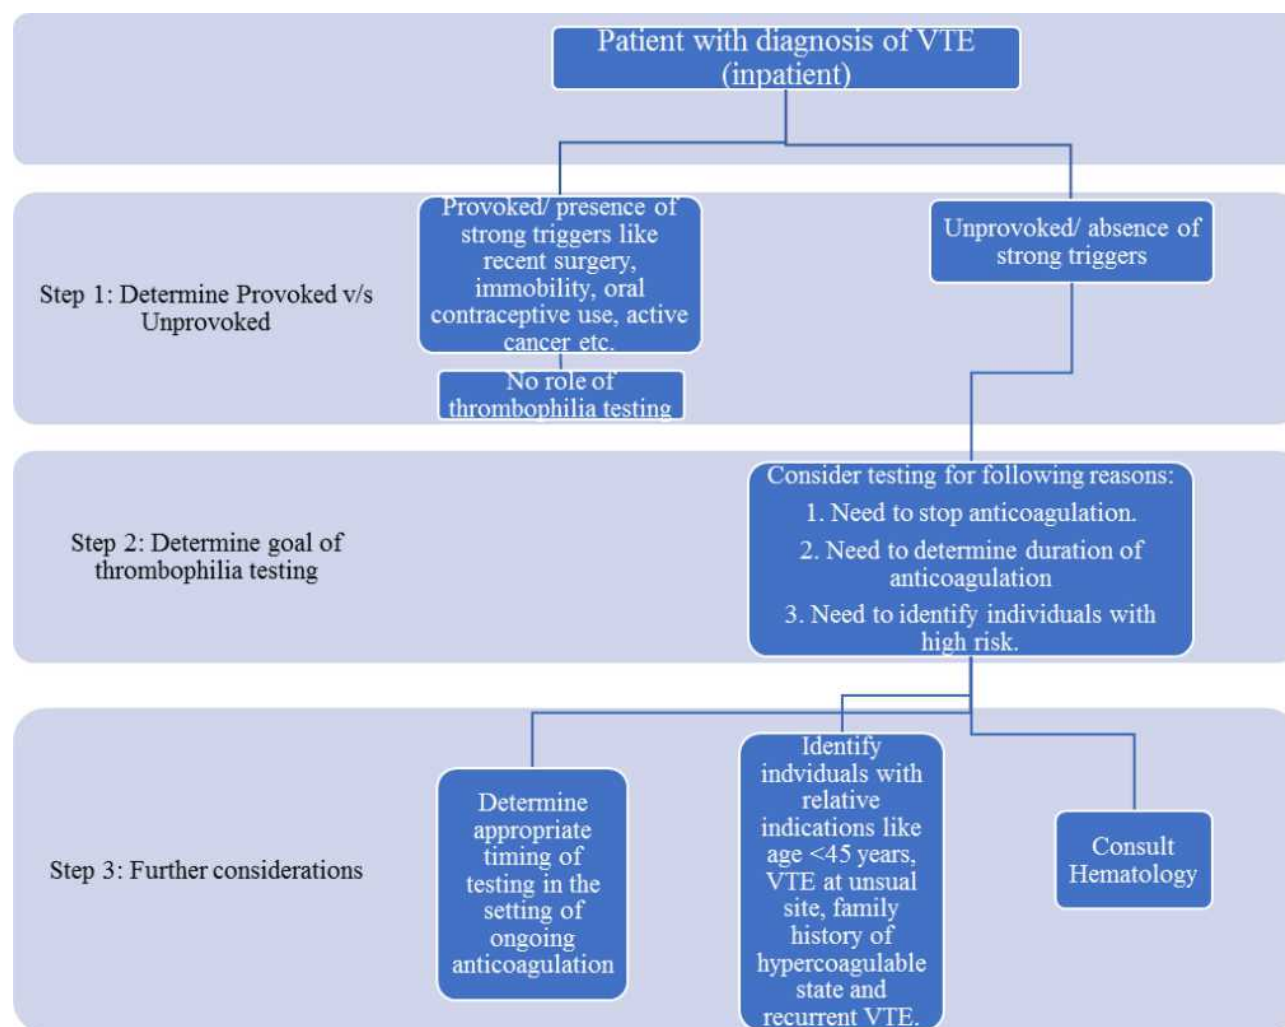 Patient with diagnosis of VTE
(inpatient)
Step 1: Determine Provoked v/s
Unprovoked
Provoked/ presence of
strong triggers like
recent surgery,
immobility, oral
contraceptive use, active
cancer etc.
No role of
thrombophilia testing
Unprovoked/ absence of
strong triggers
Step 2: Determine goal of
thrombophilia testing
Consider testing for following reasons:
1. Need to stop anticoagulation.
2. Need to determine duration of
anticoagulation
3. Need to identify individuals with
high risk.
Step 3: Further considerations
Determine
appropriate
timing of
testing in the
setting of
ongoing
anticoagulation
Identify
indviduals with
relative
indications like
age <45 years,
VTE at unsual
site, family
history of
hypercoagulable
state and
recurrent VTE.
Consult
Hematology